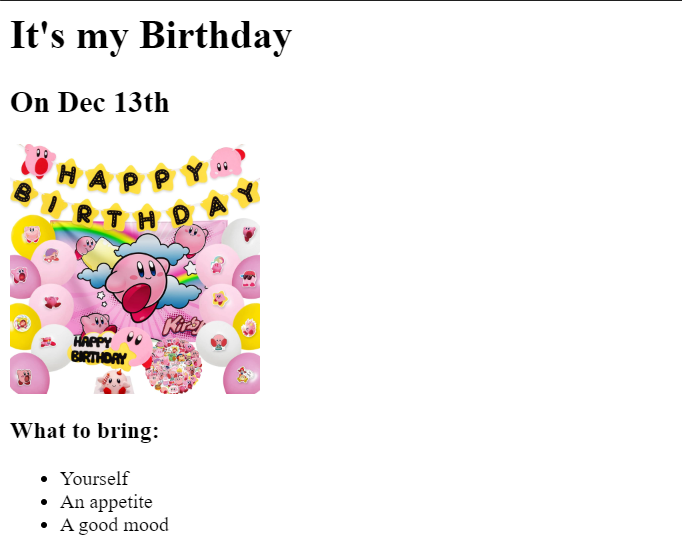 It's my Birthday
On Dec 13th
HAPPY
BIRTHDAY
Kirby
HAPPY
BIRTHDAY
What to bring:
Yourself
An appetite
A good mood